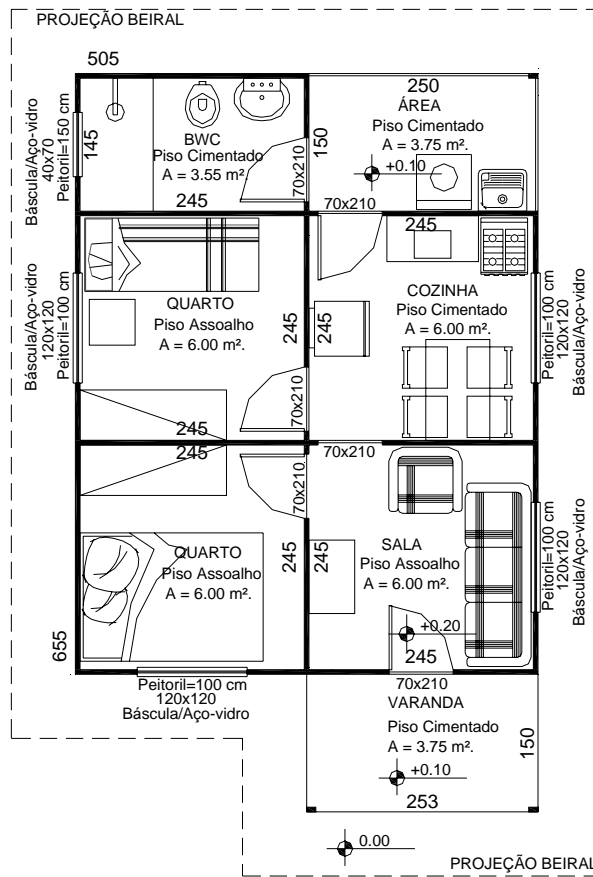 PROJEÇÃO BEIRAL
505
Báscula/Aço-vidro
40x70
Peitoril=150 cm
145
BWC
Piso Cimentado
A = 3.55 m².
245
70x210
150
250
ÁREA
Piso Cimentado
A = 3.75 m².
+0.10
70x210
Báscula/Aço-vidro
120x120
Peitoril=100 cm
QUARTO
Piso Assoalho
A = 6.00 m².
245
245
70x210
245
245
COZINHA
Piso Cimentado
A = 6.00 m².
Peitoril=100 cm
120x120
Báscula/Aço-vidro
70x210
245
70x210
QUARTO
Piso Assoalho
A = 6.00 m².
245
245
SALA
Piso Assoalho
A = 6.00 m².
+0.20
245
Peitoril=100 cm
120x120
Báscula/Aço-vidro
655
Peitoril=100 cm
120x120
Báscula/Aço-vidro
70x210
VARANDA
Piso Cimentado
A = 3.75 m².
150
+0.10
253
0.00
PROJEÇÃO BEIRAL